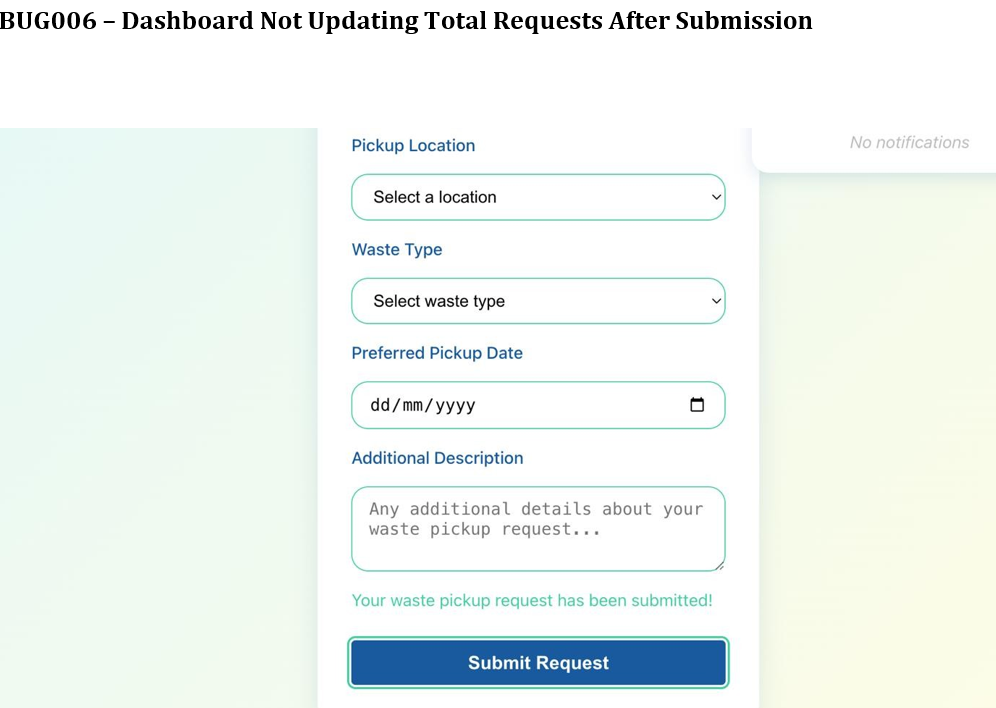 BUG006 – Dashboard Not Updating Total Requests After Submission
No notifications
Pickup Location
Select a location
Waste Type
Select waste type
Preferred Pickup Date
dd/mm/yyyy
Additional Description
Any additional details about your
waste pickup request...
Your waste pickup request has been submitted!
Submit Request